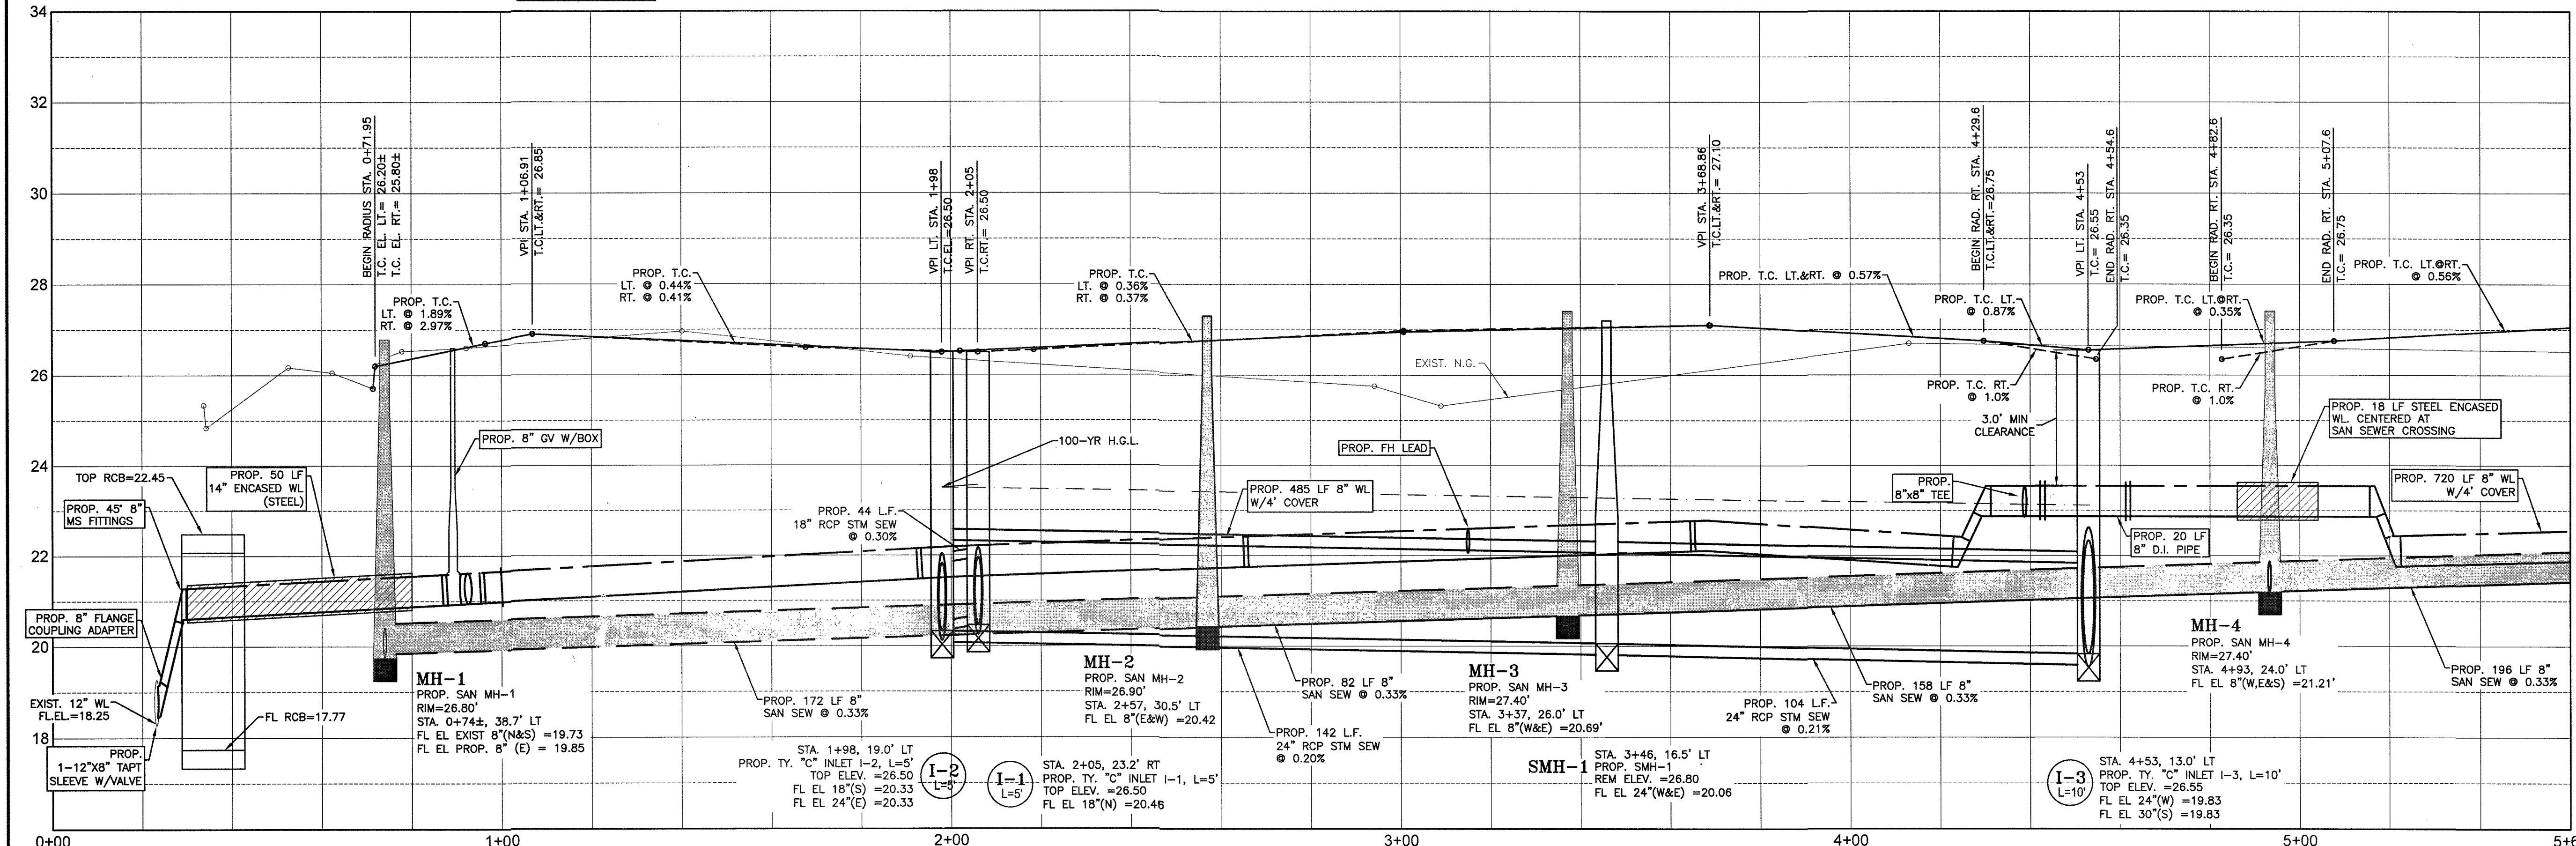 34
32
30
28
26
24
22
20
18
0+00
1+00
2+00
3+00
4+00
5+00
BEGIN RADIUS STA. 0+71.95
T.C. EL. LT.= 26.20±
T.C. EL. RT.= 25.80±
VPI STA. 1+06.91
T.C.LT.&RT.= 26.85
VPI LT. STA. 1+98
T.C.EL.=26.50
VPI RT. STA. 2+05
T.C.RT.= 26.50
VPI STA. 3+68.86
T.C.LT.&RT.= 27.10
BEGIN RAD. RT. STA. 4+29.6
T.C.LT.&RT.=26.75
VPI LT. STA. 4+53
T.C.= 26.55
END RAD. RT. STA. 4+54.6
T.C.= 26.35
BEGIN RAD. RT. STA. 4+82.6
T.C.= 26.35
END RAD. RT. STA. 5+07.6
T.C.= 26.75
PROP. T.C.
LT. @ 1.89%
RT. @ 2.97%
PROP. T.C.
LT. @ 0.44%
RT. @ 0.41%
PROP. T.C.
LT. @ 0.36%
RT. @ 0.37%
PROP. T.C. LT.&RT. @ 0.57%
PROP. T.C. LT.
@ 0.87%
PROP. T.C. LT.@RT.
@ 0.35%
PROP. T.C. LT.@RT.
@ 0.56%
EXIST. N.G.
PROP. T.C. RT.
@ 1.0%
PROP. T.C. RT.
@ 1.0%
3.0' MIN
CLEARANCE
PROP. 18 LF STEEL ENCASED
WL. CENTERED AT
SAN SEWER CROSSING
TOP RCB=22.45
PROP. 50 LF
14" ENCASED WL
(STEEL)
PROP. 8" GV W/BOX
100-YR H.G.L.
PROP. FH LEAD
PROP. 485 LF 8" WL
W/4' COVER
PROP.
8"x8" TEE
PROP. 720 LF 8" WL
W/4' COVER
PROP. 45° 8"
MS FITTINGS
PROP. 44 L.F.
18" RCP STM SEW
@ 0.30%
PROP. 20 LF
8" D.I. PIPE
PROP. 8" FLANGE
COUPLING ADAPTER
EXIST. 12" WL
FL.EL.=18.25
PROP.
1-12"X8" TAPT
SLEEVE W/VALVE
FL RCB=17.77
MH-1
PROP. SAN MH-1
RIM=26.80'
STA. 0+74±, 38.7' LT
FL EL EXIST 8"(N&S) =19.73
FL EL PROP. 8" (E) = 19.85
PROP. 172 LF 8"
SAN SEW @ 0.33%
STA. 1+98, 19.0' LT
PROP. TY. "C" INLET I-2, L=5'
TOP ELEV. =26.50
FL EL 18"(S) =20.33
FL EL 24"(E) =20.33
I-2
L=5'
I-1
L=5'
STA. 2+05, 23.2' RT
PROP. TY. "C" INLET I-1, L=5'
TOP ELEV. =26.50
FL EL 18"(N) =20.46
MH-2
PROP. SAN MH-2
RIM=26.90'
STA. 2+57, 30.5' LT
FL EL 8"(E&W) =20.42
PROP. 142 L.F.
24" RCP STM SEW
@ 0.20%
PROP. 82 LF 8"
SAN SEW @ 0.33%
MH-3
PROP. SAN MH-3
RIM=27.40'
STA. 3+37, 26.0' LT
FL EL 8"(W&E) =20.69'
SMH-1
STA. 3+46, 16.5' LT
PROP. SMH-1
REM ELEV. =26.80
FL EL 24"(W&E) =20.06
PROP. 104 L.F.
24" RCP STM SEW
@ 0.21%
PROP. 158 LF 8"
SAN SEW @ 0.33%
I-3
L=10'
STA. 4+53, 13.0' LT
PROP. TY. "C" INLET I-3, L=10'
TOP ELEV. =26.55
FL EL 24"(W) =19.83
FL EL 30"(S) =19.83
MH-4
PROP. SAN MH-4
RIM=27.40'
STA. 4+93, 24.0' LT
FL EL 8"(W,E&S) =21.21'
PROP. 196 LF 8"
SAN SEW @ 0.33%